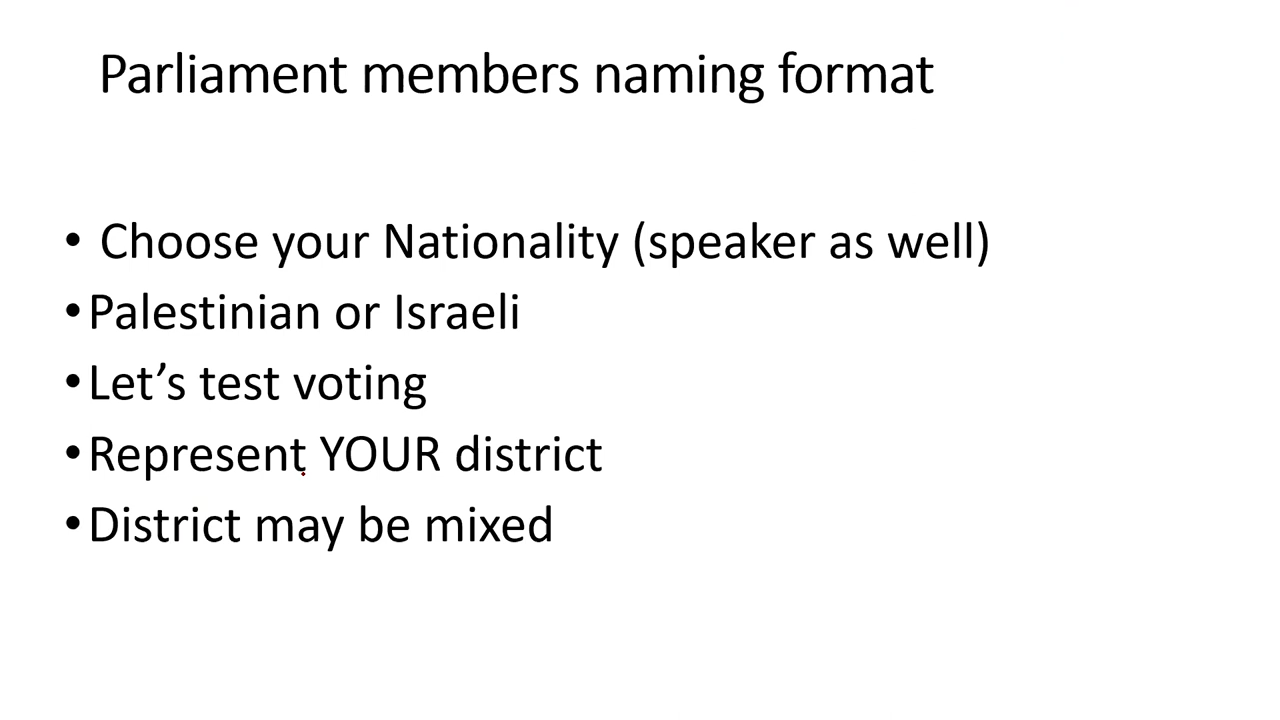 Parliament members naming format
• Choose your Nationality (speaker as well)
• Palestinian or Israeli
• Let’s test voting
• Represent YOUR district
• District may be mixed